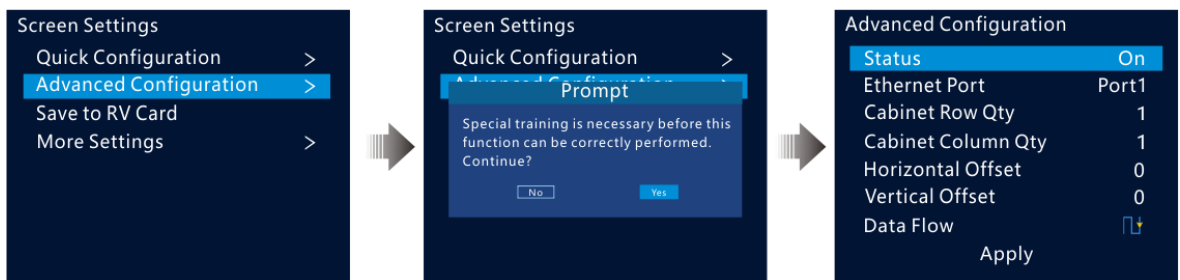 Screen Settings
Quick Configuration >
Advanced Configuration >
Save to RV Card
More Settings >
Screen Settings
Quick Configuration >
Advanced Configuration >
Prompt
Special training is necessary before this
function can be correctly performed.
Continue?
No Yes
Advanced Configuration
Status On
Ethernet Port Port1
Cabinet Row Qty 1
Cabinet Column Qty 1
Horizontal Offset 0
Vertical Offset 0
Data Flow
Apply